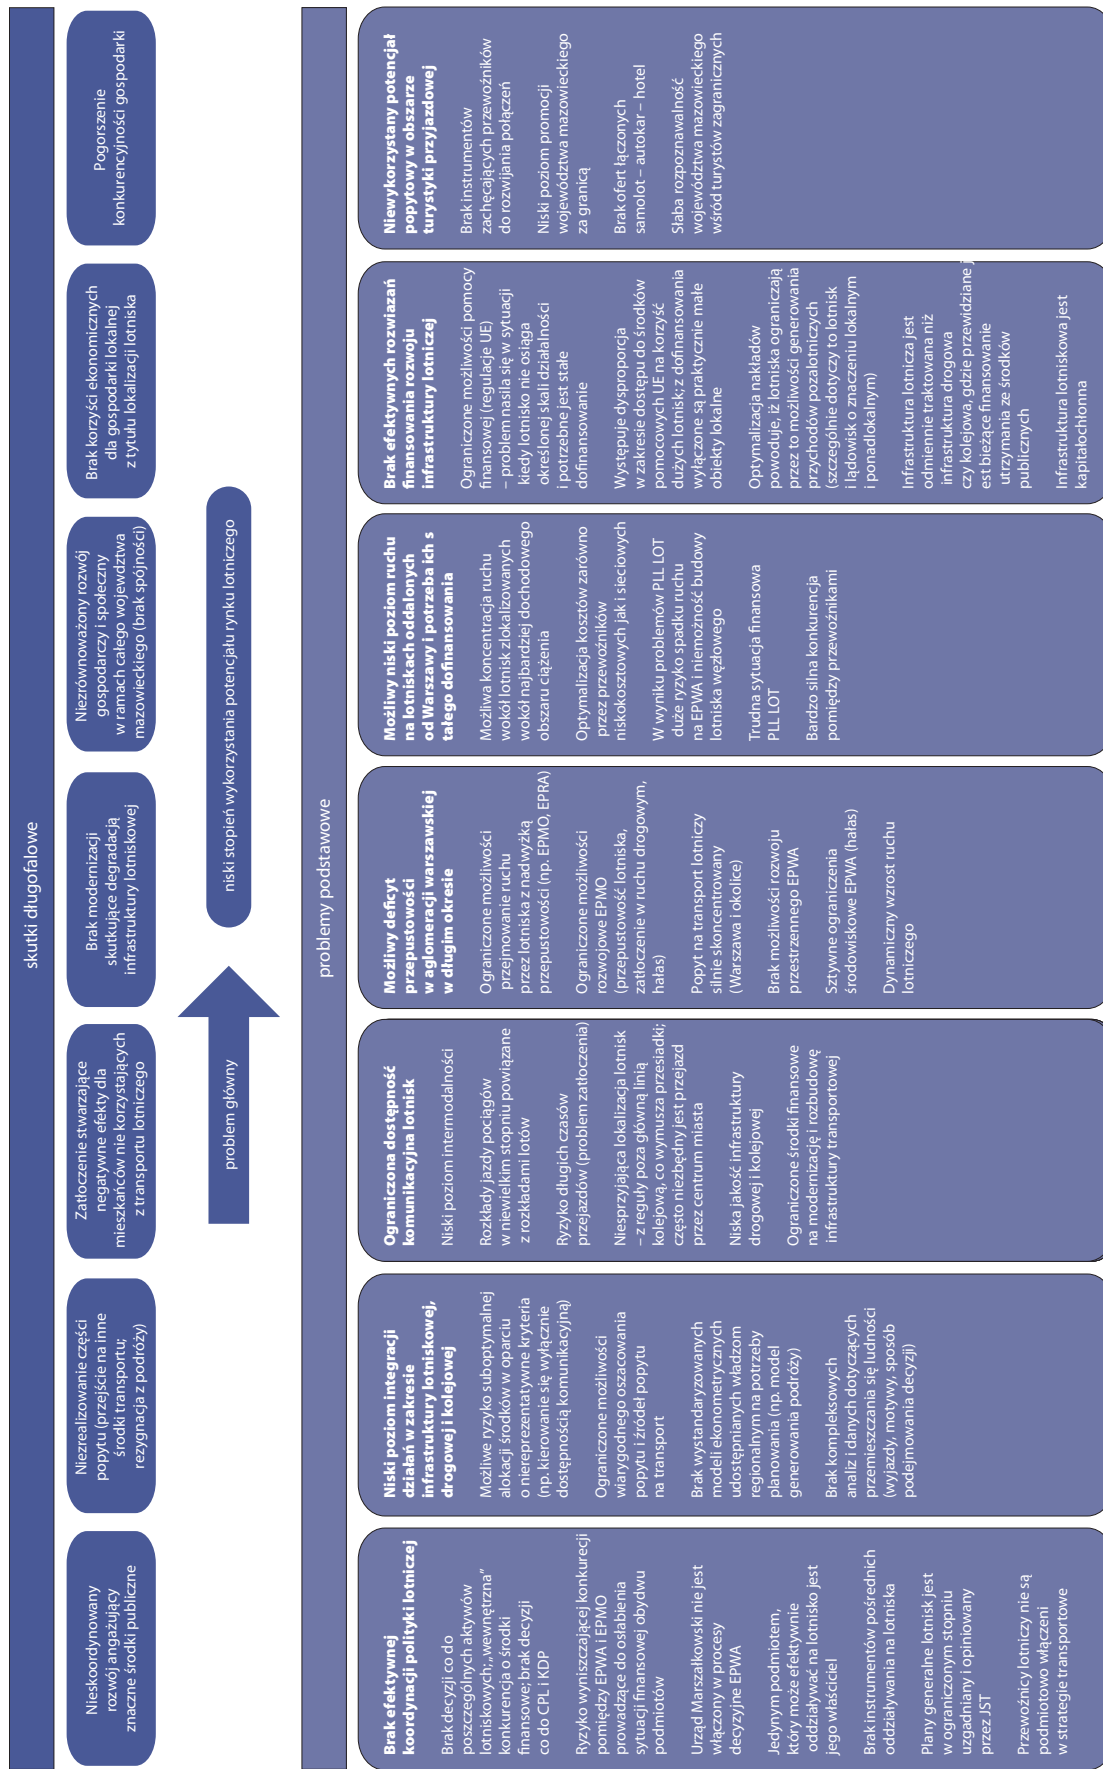 skutki długofalowe
Nieskoordynowany
rozwój angażujący
znaczne środki publiczne
Niezrealizowanie części
popytu (przejście na inne
środki transportu;
rezygnacja z podróży)
Zatłoczenie stwarzające
negatywne efekty dla
mieszkańców nie korzystających
z transportu lotniczego
Brak modernizacji
skutkujące degradacją
infrastruktury lotniskowej
Niezrównoważony rozwój
gospodarczy i społeczny
w ramach całego województwa
mazowieckiego (brak spójności)
Brak korzyści ekonomicznych
dla gospodarki lokalnej
z tytułu lokalizacji lotniska
Pogorszenie
konkurencyjności gospodarki
problem główny
niski stopień wykorzystania potencjału rynku lotniczego
problemy podstawowe
Brak efektywnej
koordynacji polityki lotniczej
Brak decyzji co do
poszczególnych aktywów
lotniskowych; „wewnętrzna”
konkurencja o środki
finansowe; brak decyzji
co do CPL i KDP
Ryzyko wyniszczającej konkurecji
pomiędzy EPWA i EPMO
prowadzące do osłabienia
sytuacji finansowej obydwu
podmiotów
Urząd Marszałkowski nie jest
włączony w procesy
decyzyjne EPWA
Jedynym podmiotem,
który może efektywnie
oddziaływać na lotnisko jest
jego właściciel
Brak instrumentów pośrednich
oddziaływania na lotniska
Plany generalne lotnisk jest
w ograniczonym stopniu
uzgadniany i opiniowany
przez JST
Przewoźnicy lotniczy nie są
podmiotowo włączeni
w strategie transportowe
Niski poziom integracji
działań w zakresie
infrastruktury lotniskowej,
drogowej i kolejowej
Możliwe ryzyko suboptymalnej
alokacji środków w oparciu
o niereprezentatywne kryteria
(np. kierowanie się wyłącznie
dostępnością komunikacyjną)
Ograniczone możliwości
wiarygodnego oszacowania
popytu i źródeł popytu
na transport
Brak wystandaryzowanych
modeli ekonometrycznych
udostępnianych władzom
regionalnym na potrzeby
planowania (np. model
generowania podróży)
Brak kompleksowych
analiz i danych dotyczących
przemieszczania się ludności
(wyjazdy, motywy, sposób
podejmowania decyzji)
Ograniczona dostępność
komunikacyjna lotnisk
Niski poziom intermodalności
Rozkłady jazdy pociągów
w niewielkim stopniu powiązane
z rozkładami lotów
Ryzyko długich czasów
przejazdów (problem zatłoczenia)
Niesprzyjająca lokalizacja lotnisk
– z reguły poza główną linią
kolejową, co wymusza przesiadki;
często niezbędny jest przejazd
przez centrum miasta
Niska jakość infrastruktury
drogowej i kolejowej
Ograniczone środki finansowe
na modernizację i rozbudowę
infrastruktury transportowej
Możliwy deficyt
przepustowości
w aglomeracji warszawskiej
w długim okresie
Ograniczone możliwości
przejmowanie ruchu
przez lotniska z nadwyżką
przepustowości (np. EPMO, EPRA)
Ograniczone możliwości
rozwojowe EPMO
(przepustowość lotniska,
zatłoczenie w ruchu drogowym,
hałas)
Popyt na transport lotniczy
silnie skoncentrowany
(Warszawa i okolice)
Brak możliwości rozwoju
przestrzennego EPWA
Sztywne ograniczenia
środowiskowe EPWA (hałas)
Dynamiczny wzrost ruchu
lotniczego
Możliwy niski poziom ruchu
na lotniskach oddalonych
od Warszawy i potrzeba ich s
tałego dofinansowania
Możliwa koncentracja ruchu
wokół lotnisk zlokalizowanych
wokół najbardziej dochodowego
obszaru ciążenia
Optymalizacja kosztów zarówno
przez przewoźników
niskokosztowych jak i sieciowych
W wyniku problemów PLL LOT
duże ryzyko spadku ruchu
na EPWA i niemożność budowy
lotniska węzłowego
Trudna sytuacja finansowa
PLL LOT
Bardzo silna konkurencja
pomiędzy przewoźnikami
Brak efektywnych rozwiązań
finansowania rozwoju
infrastruktury lotniczej
Ograniczone możliwości pomocy
finansowej (regulacje UE)
– problem nasila się w sytuacji
kiedy lotnisko nie osiąga
określonej skali działalności
i potrzebne jest stałe
dofinansowanie
Występuje dysproporcja
w zakresie dostępu do środków
pomocowych UE na korzyść
dużych lotnisk; z dofinansowania
wyłączone są praktycznie małe
obiekty lokalne
Optymalizacja nakładów
powoduje, iż lotniska ograniczają
przez to możliwości generowania
przychodów pozalotniczych
(szczególnie dotyczy to lotnisk
i lądowisk o znaczeniu lokalnym
i ponadlokalnym)
Infrastruktura lotnicza jest
odmiennie traktowana niż
infrastruktura drogowa
czy kolejowa, gdzie przewidziane j
est bieżące finansowanie
utrzymania ze środków
publicznych
Infrastruktura lotniskowa jest
kapitałochłonna
Niewykorzystany potencjał
popytowy w obszarze
turystyki przyjazdowej
Brak instrumentów
zachęcających przewoźników
do rozwijania połączeń
Niski poziom promocji
województwa mazowieckiego
za granicą
Brak ofert łączonych
samolot – autokar – hotel
Słaba rozpoznawalność
województwa mazowieckiego
wśród turystów zagranicznych